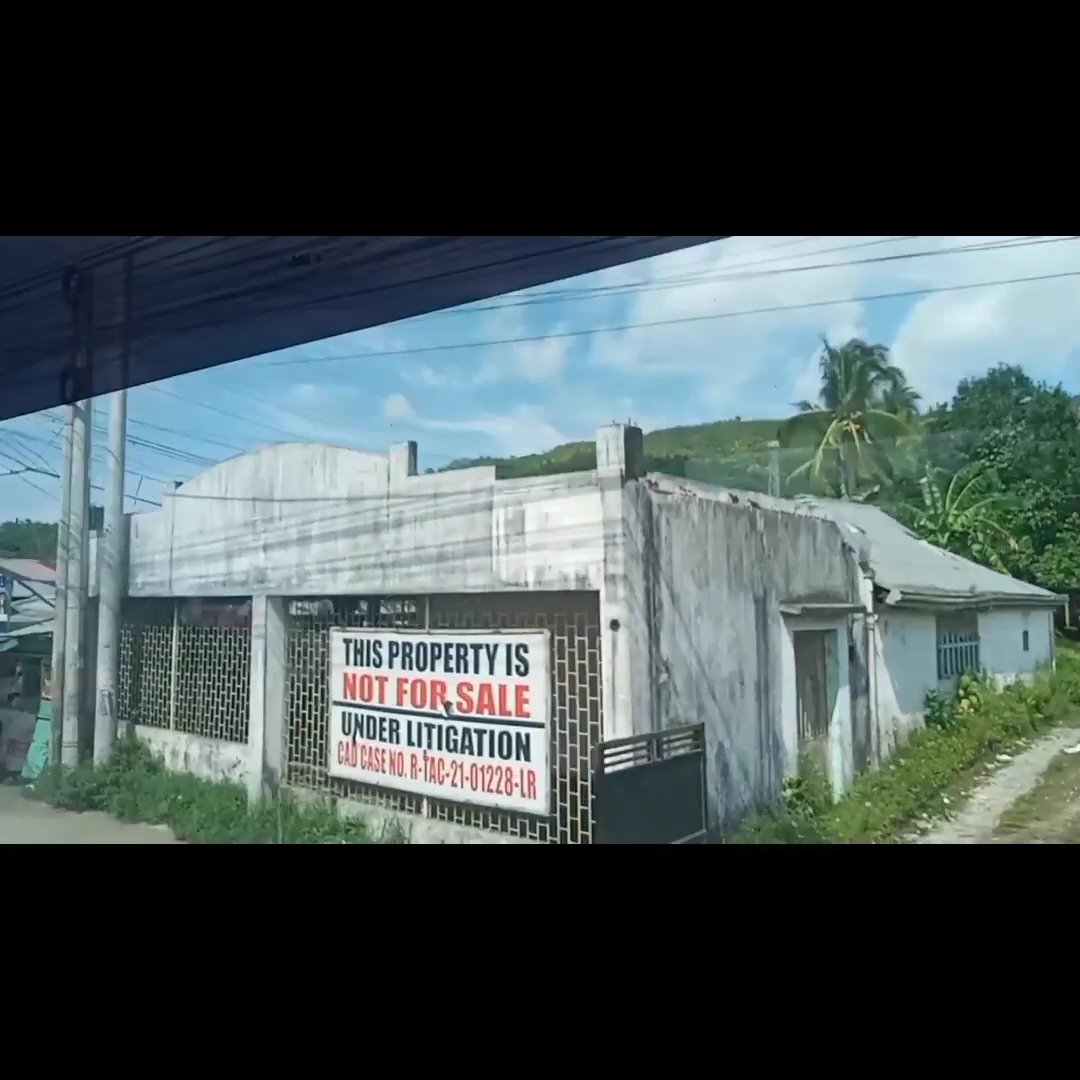 THIS PROPERTY IS
NOT FOR SALE
UNDER LITIGATION
CAD CASE NO. R-TAC-21-01228-LR